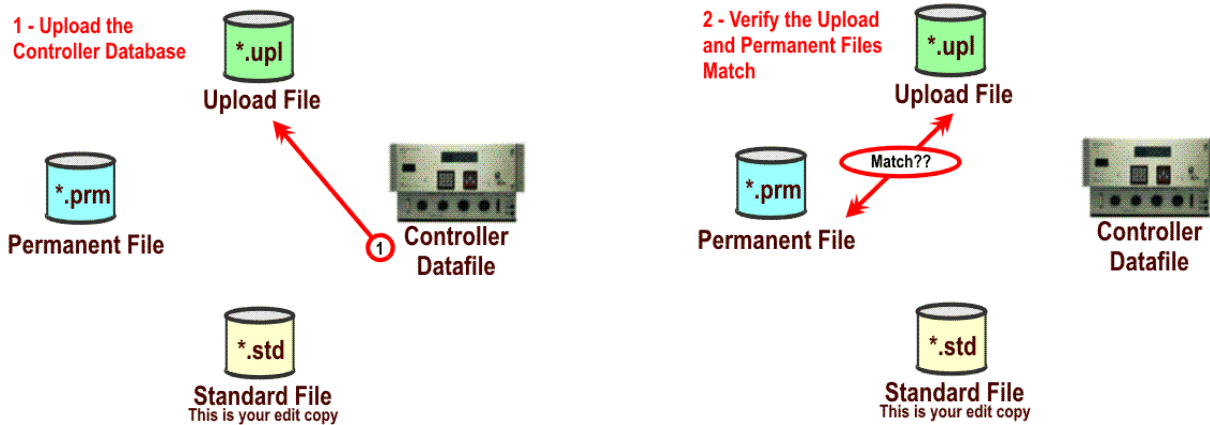 1 - Upload the
Controller Database
*.upl
Upload File
*.prm
Permanent File
1
Controller
Datafile
*.std
Standard File
This is your edit copy
2 - Verify the Upload
and Permanent Files
Match
*.upl
Upload File
Match??
*.prm
Permanent File
Controller
Datafile
*.std
Standard File
This is your edit copy